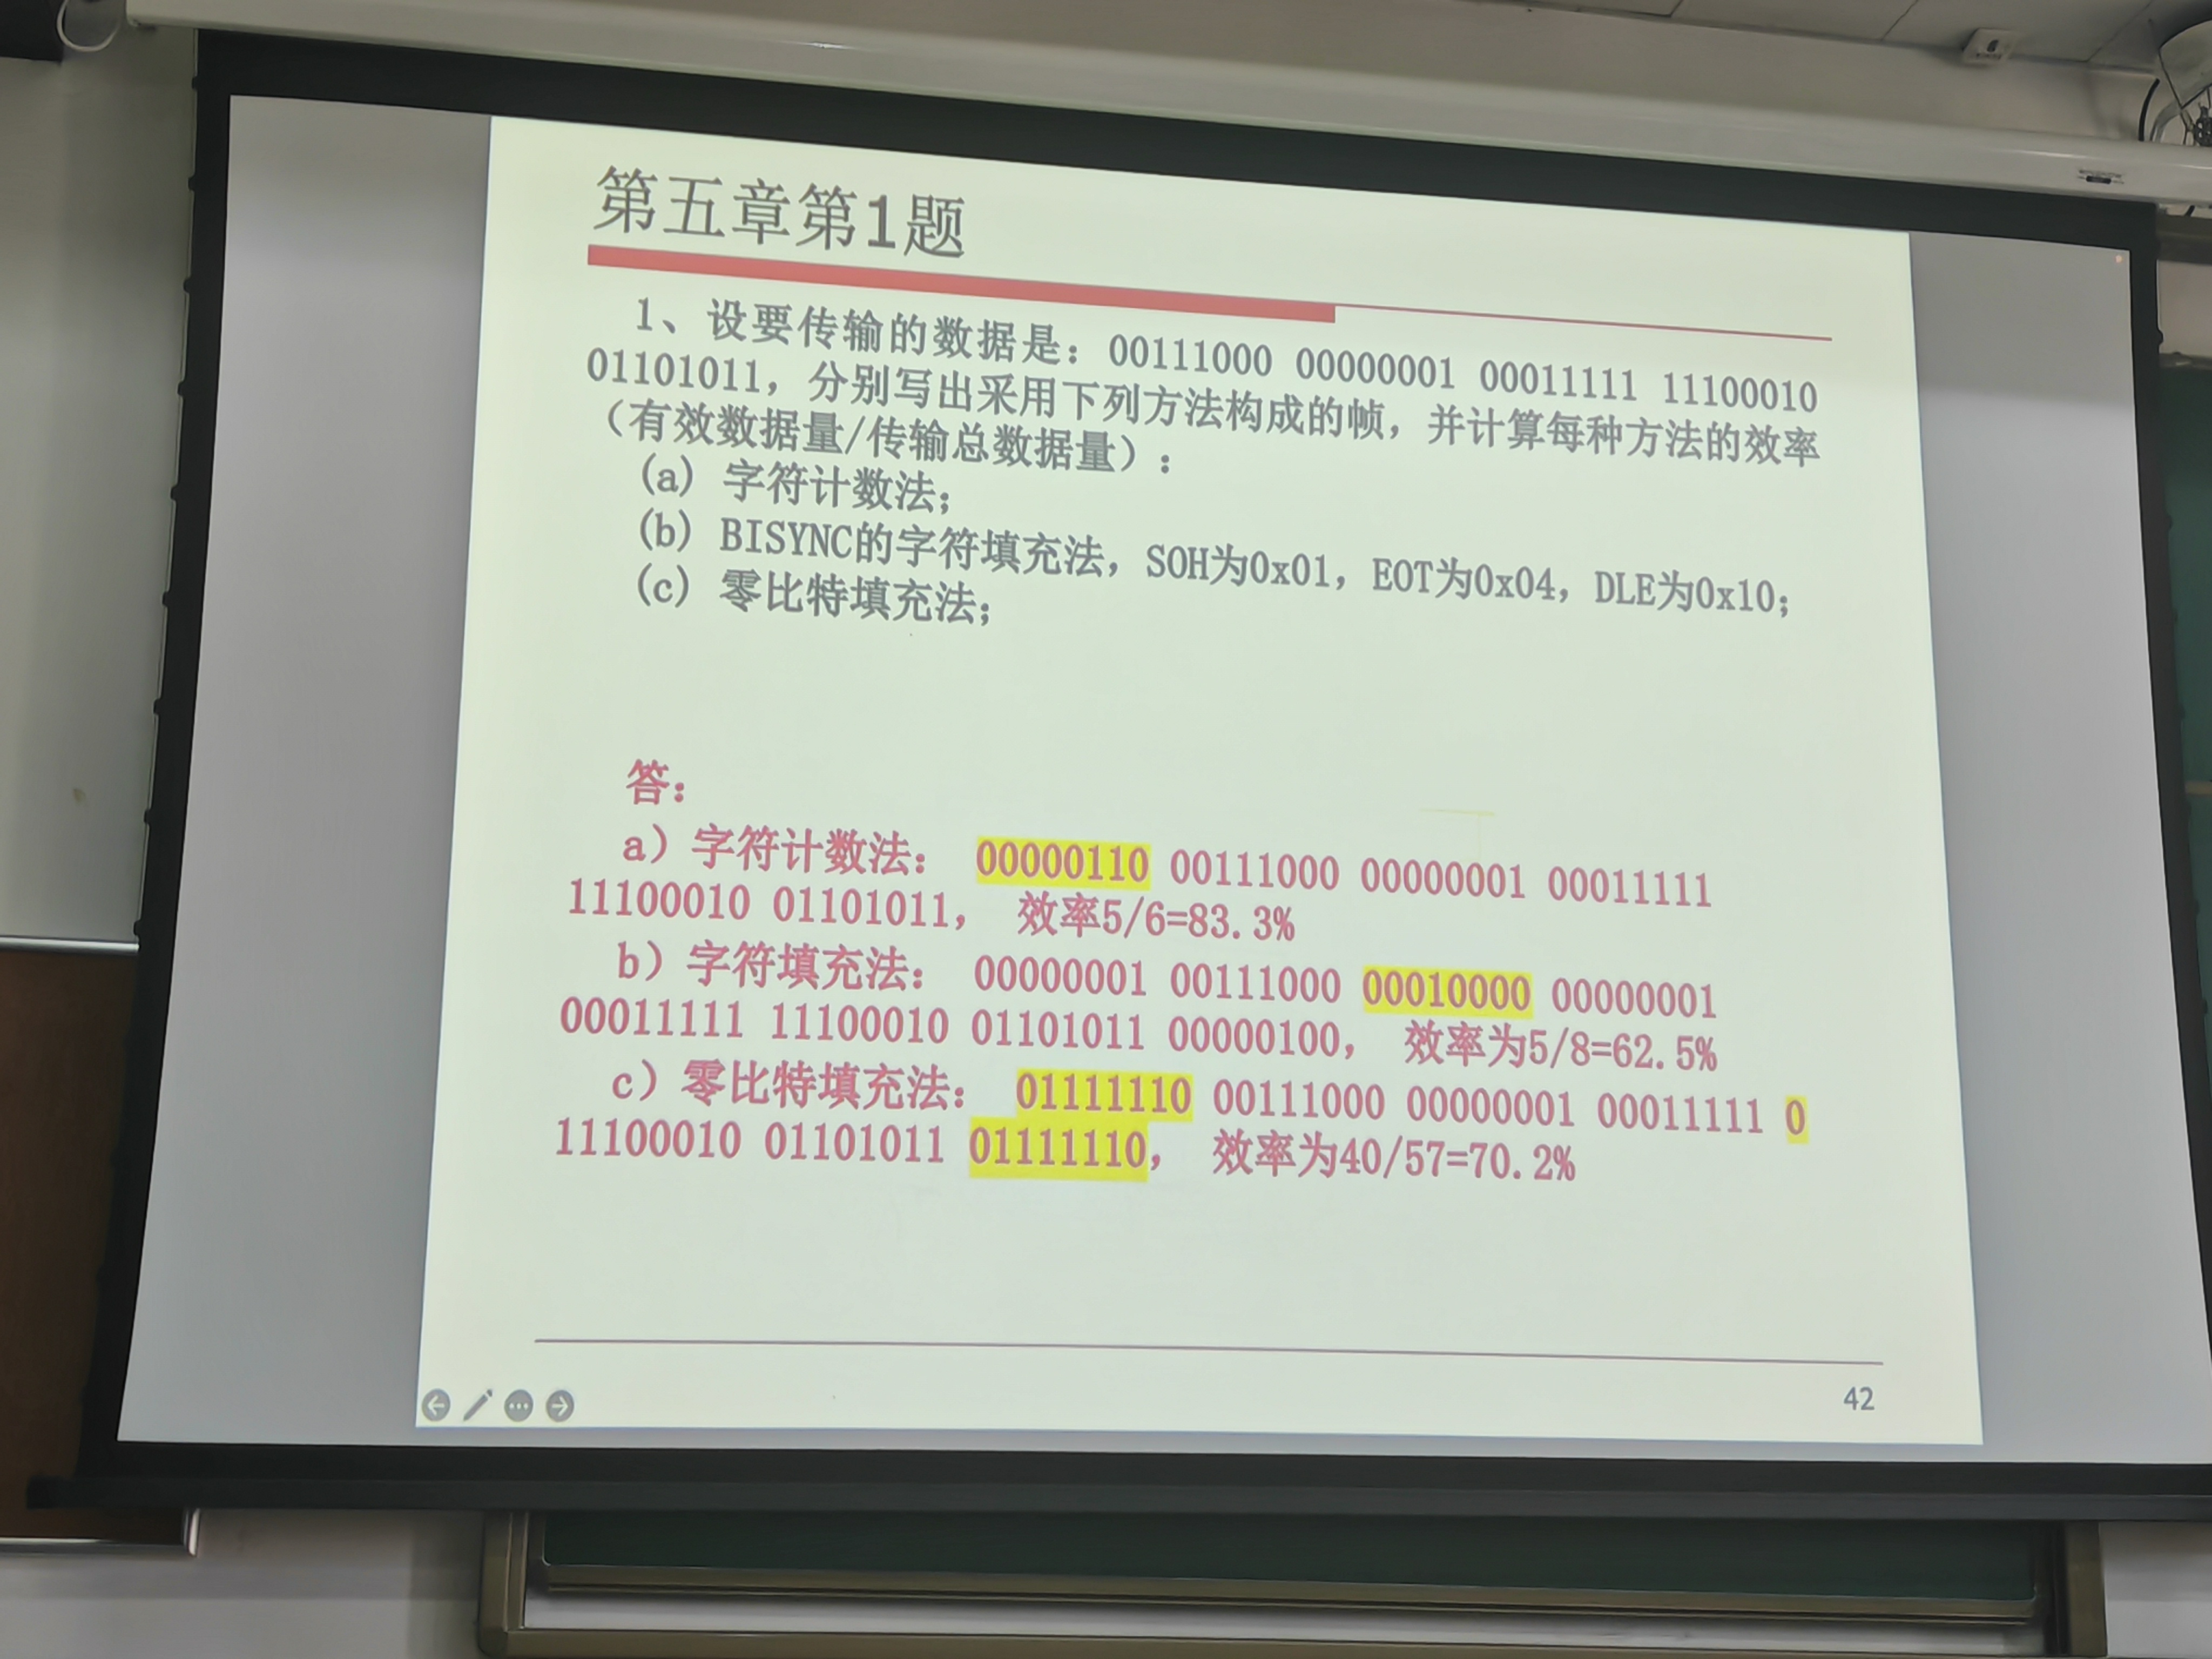 第五章第1题
1、设要传输的数据是：00111000 00000001 00011111 11100010
01101011，分别写出采用下列方法构成的帧，并计算每种方法的效率
（有效数据量/传输总数据量）：
(a) 字符计数法；
(b) BISYNC的字符填充法，SOH为0x01，EOT为0x04，DLE为0x10；
(c) 零比特填充法；
答：
a）字符计数法： 00000110 00111000 00000001 00011111
11100010 01101011， 效率5/6=83.3%
b）字符填充法： 00000001 00111000 00010000 00000001
00011111 11100010 01101011 00000100， 效率为5/8=62.5%
c）零比特填充法： 01111110 00111000 00000001 00011111 0
11100010 01101011 01111110， 效率为40/57=70.2%
42